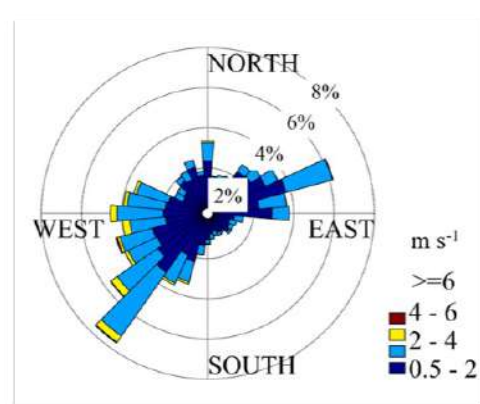 NORTH
8%
6%
4%
2%
WEST
EAST
m s-1
>=6
4 - 6
2 - 4
0.5 - 2
SOUTH